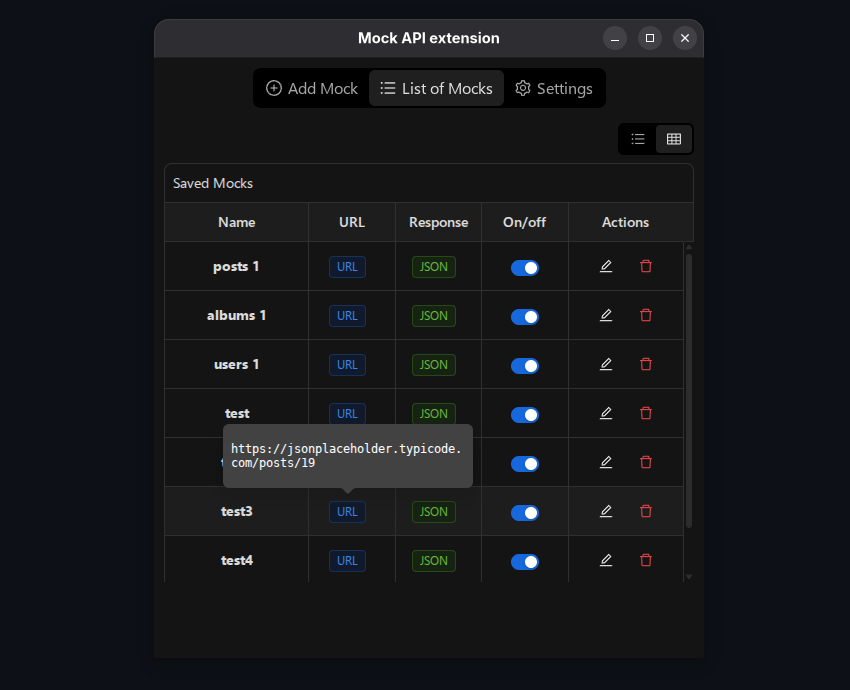 Mock API extension
Add Mock List of Mocks Settings
Saved Mocks
Name URL Response On/off Actions
posts 1 URL JSON
albums 1 URL JSON
users 1 URL JSON
test URL JSON
https://jsonplaceholder.typicode.
com/posts/19
test3 URL JSON
test4 URL JSON